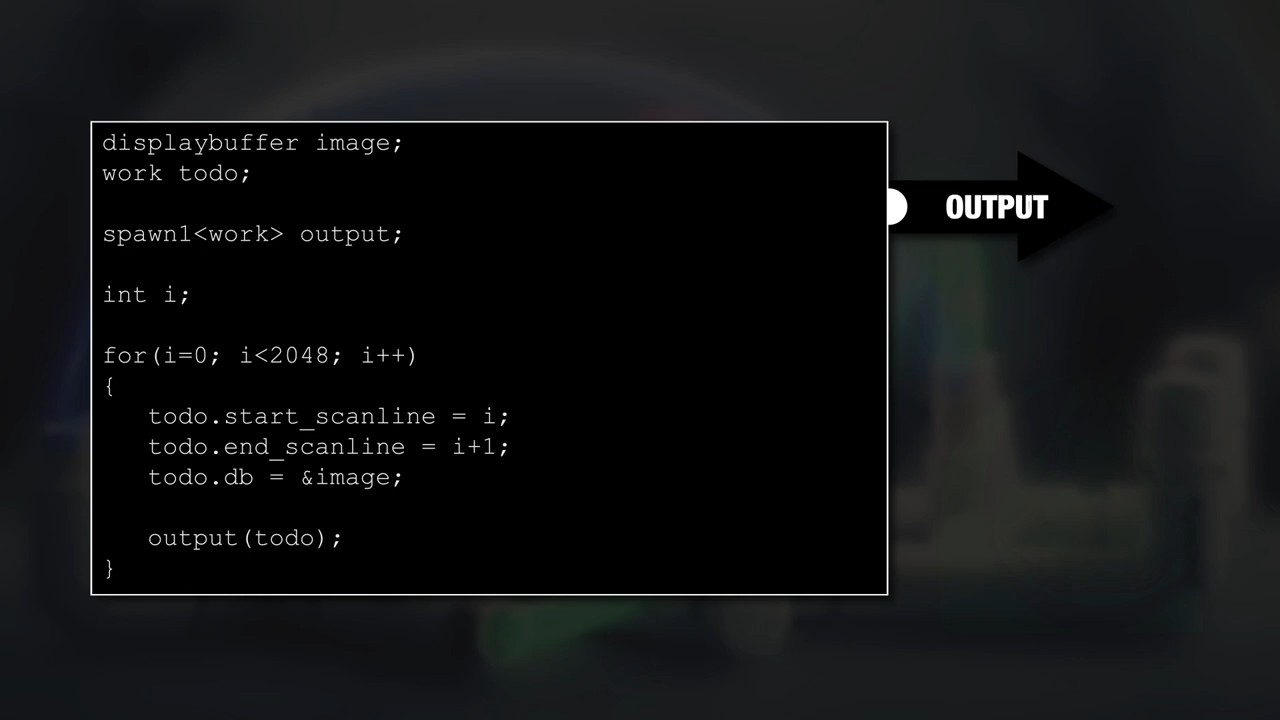 displaybuffer image;
work todo;
spawn1<work> output;
int i;
for(i=0; i<2048; i++)
{
   todo.start_scanline = i;
   todo.end_scanline = i+1;
   todo.db = &image;
   output(todo);
}
OUTPUT